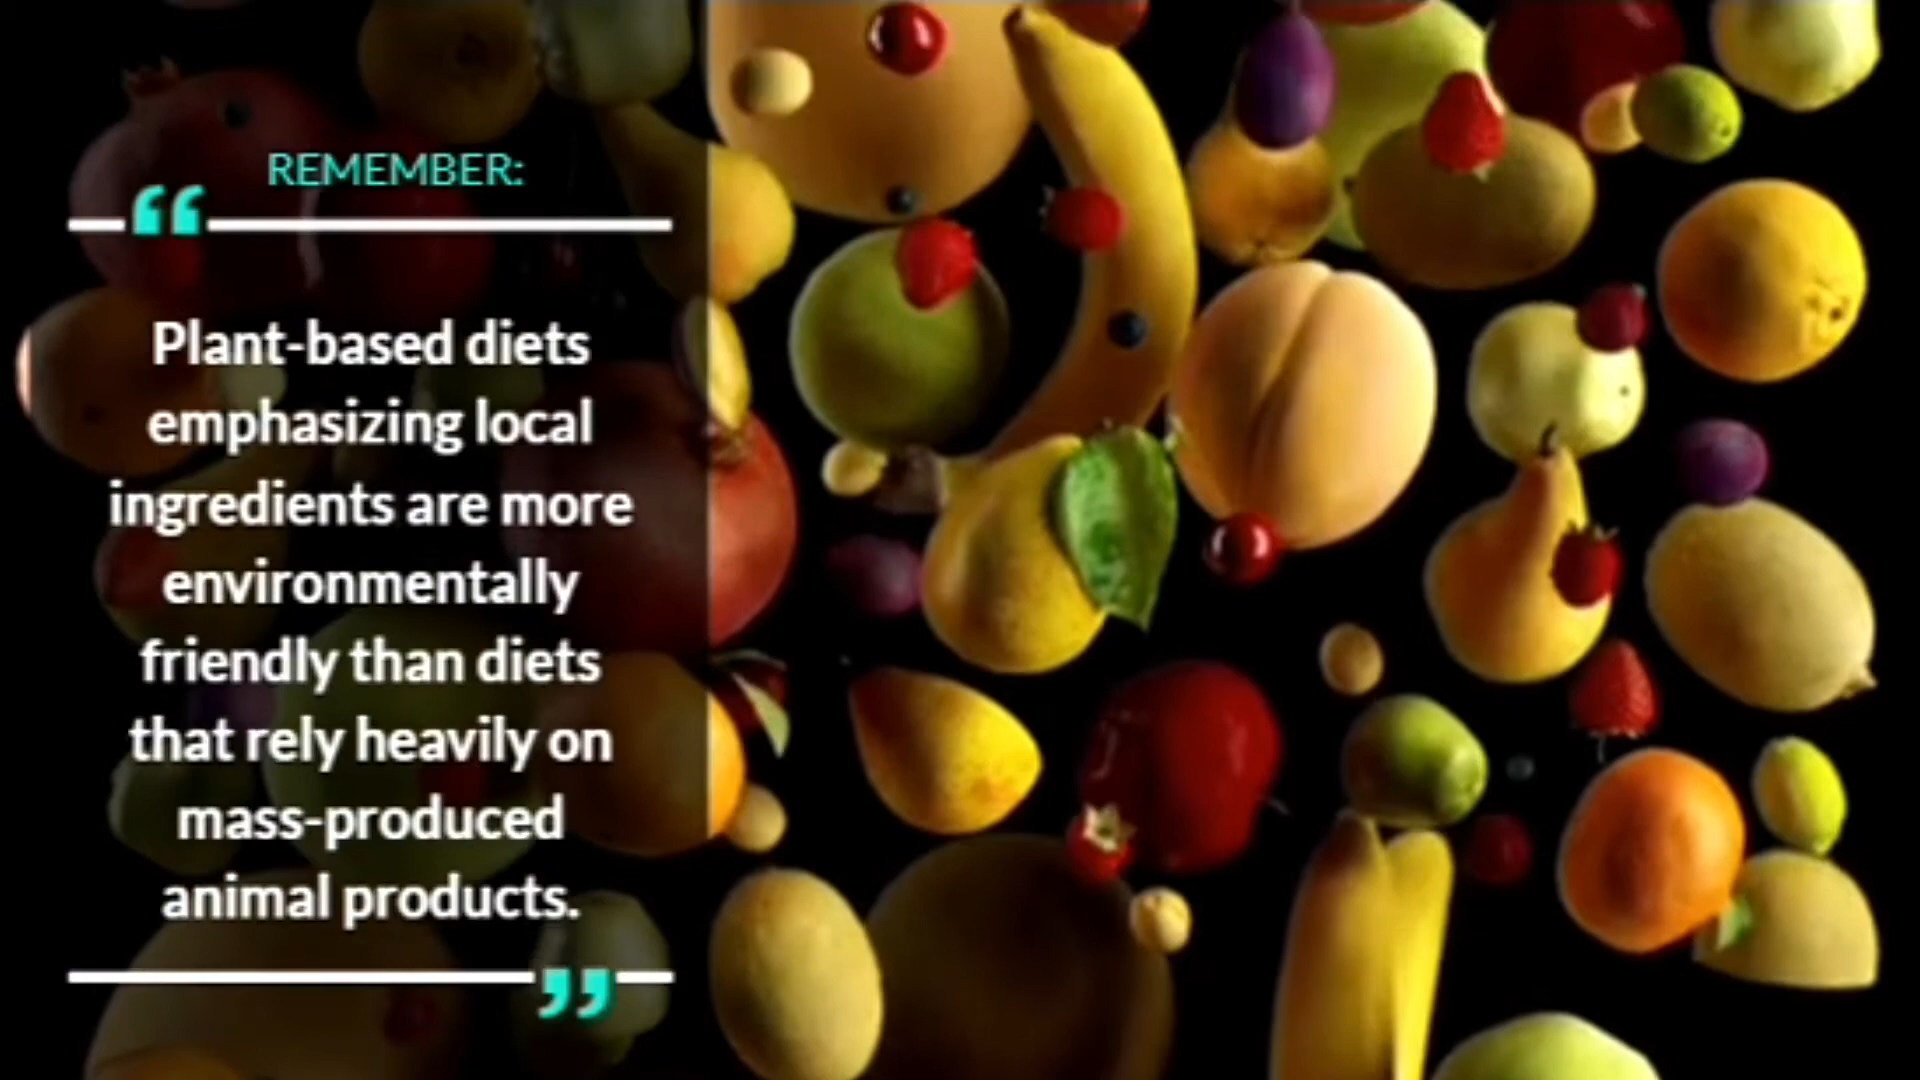 REMEMBER:
“
Plant-based diets
emphasizing local
ingredients are more
environmentally
friendly than diets
that rely heavily on
mass-produced
animal products.
”